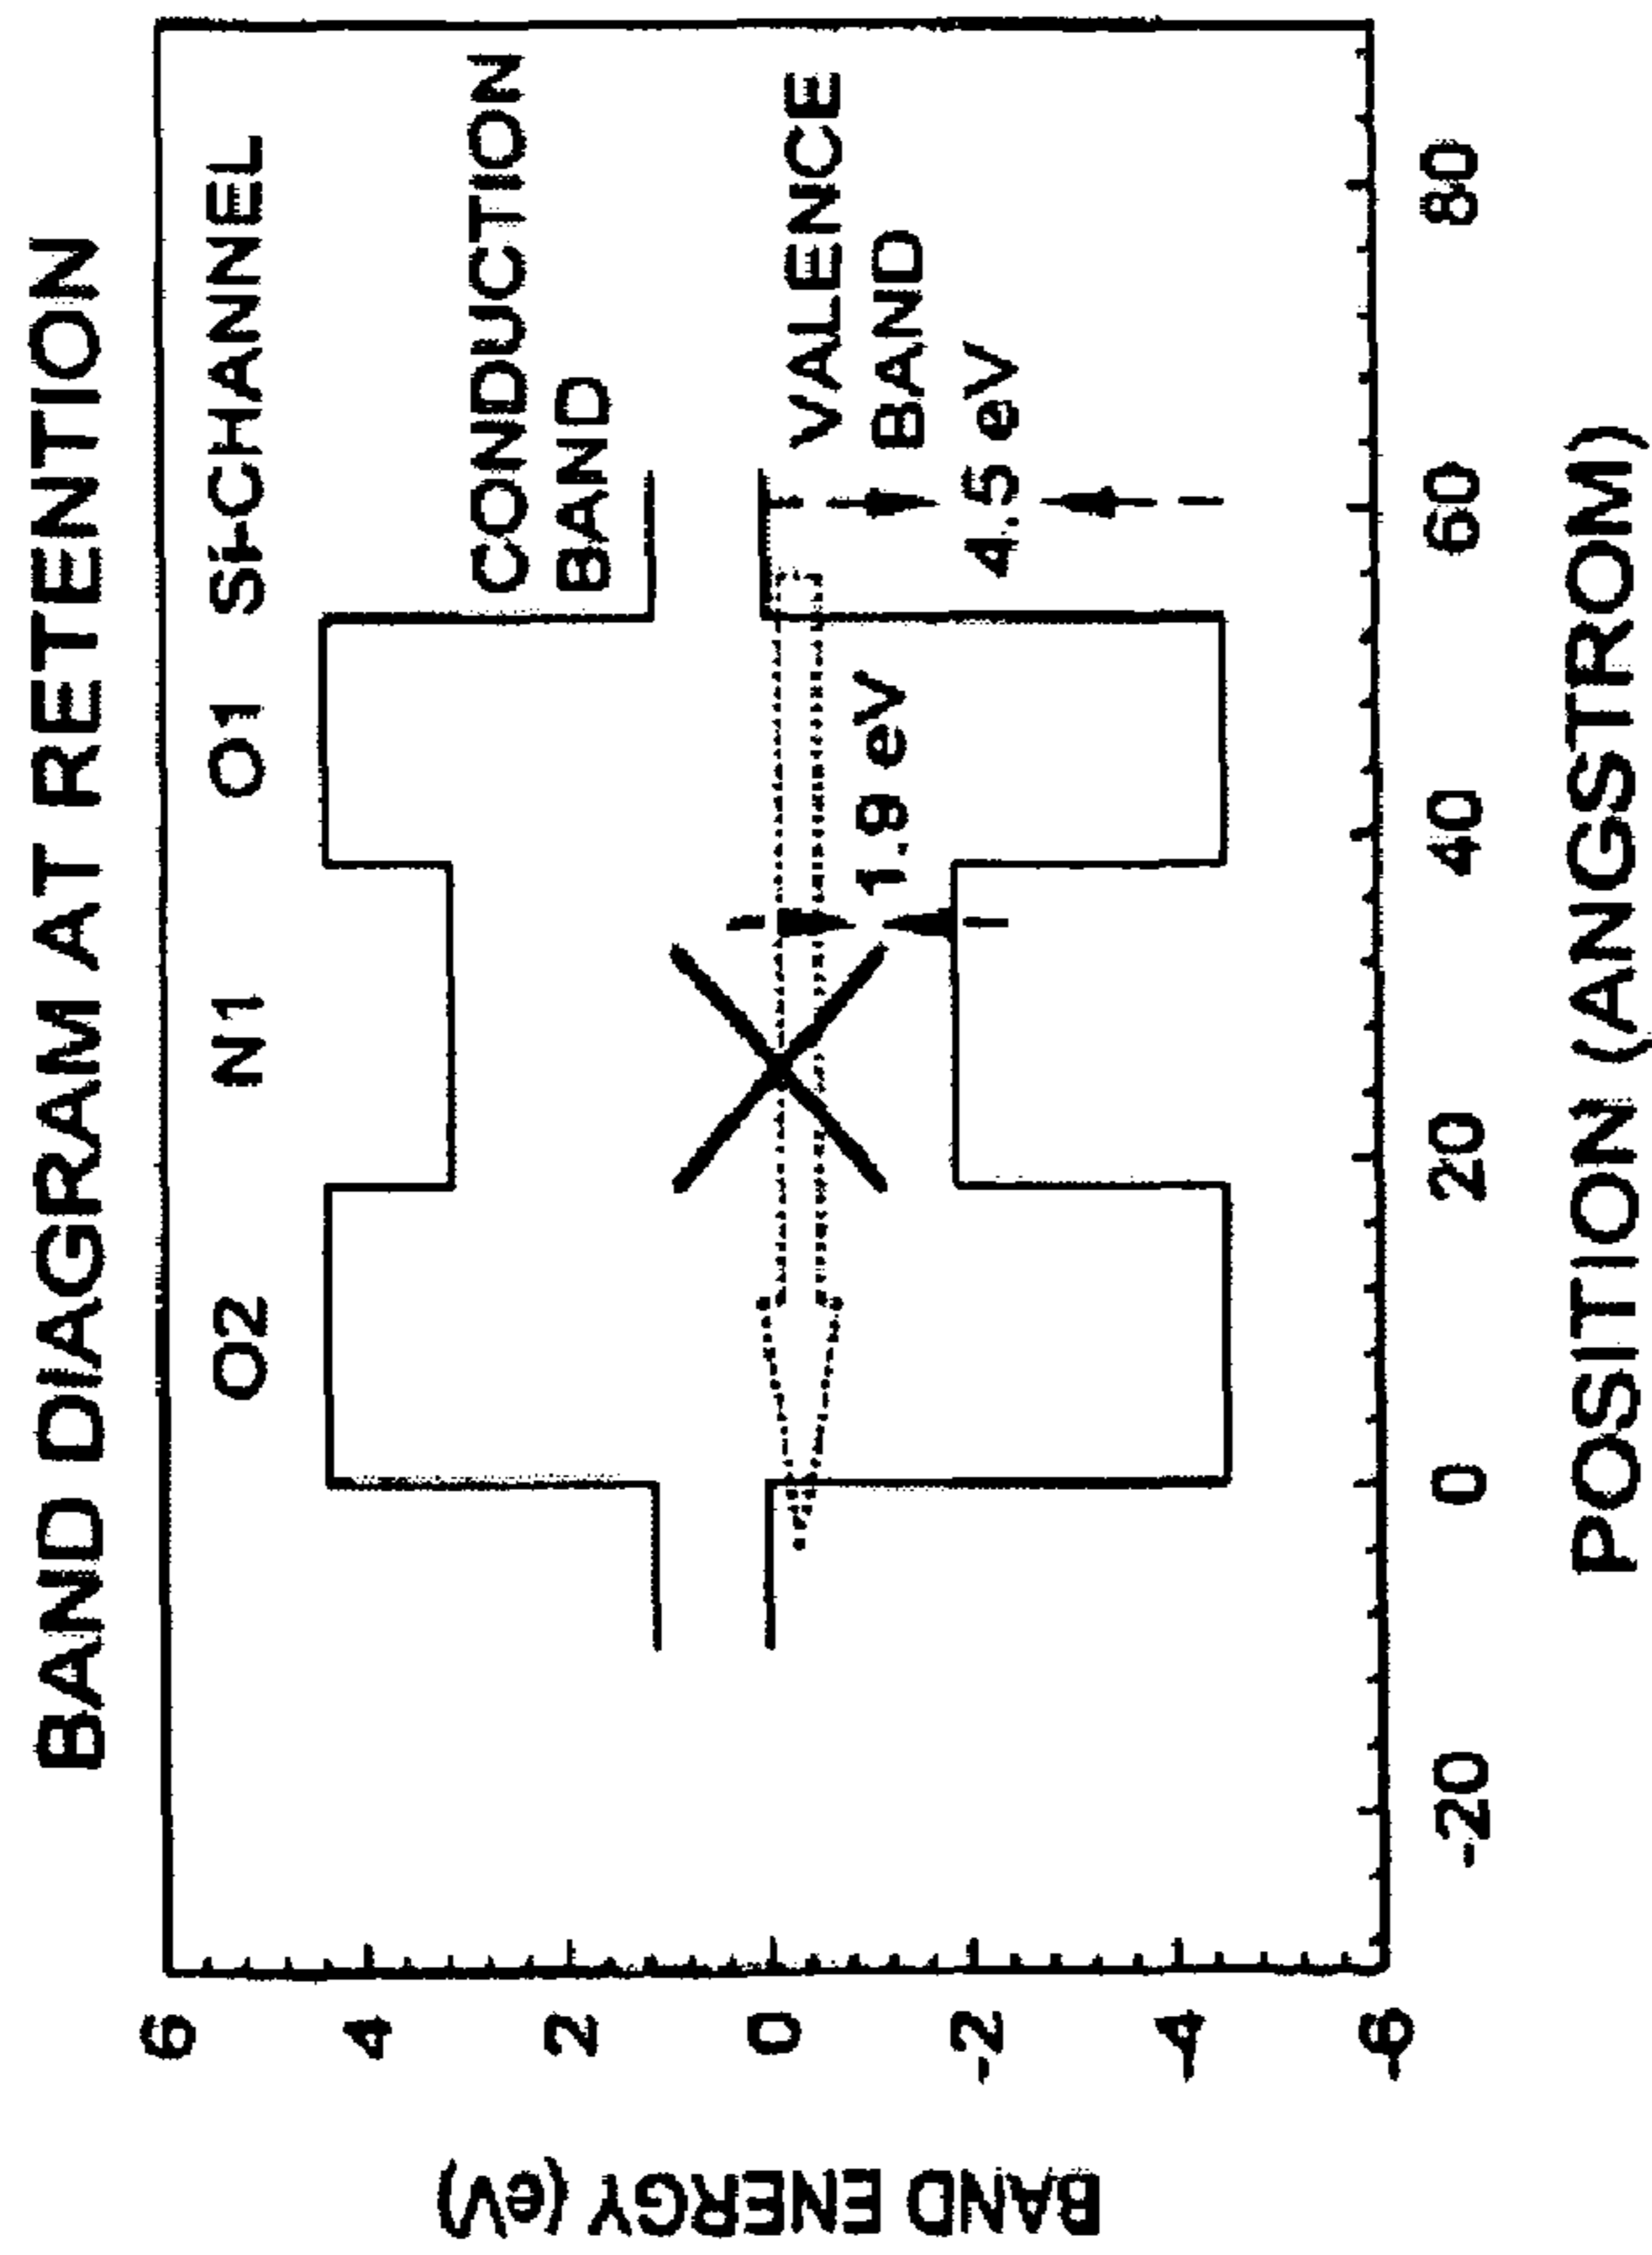 BAND DIAGRAM AT RETENTION
O2 N1 O1 Si-CHANNEL
CONDUCTION
BAND
VALENCE
BAND
1.9 eV
4.5 eV
BAND ENERGY (eV)
6
4
2
0
-2
-4
-6
-20 0 20 40 60 80
POSITION (ANGSTROM)